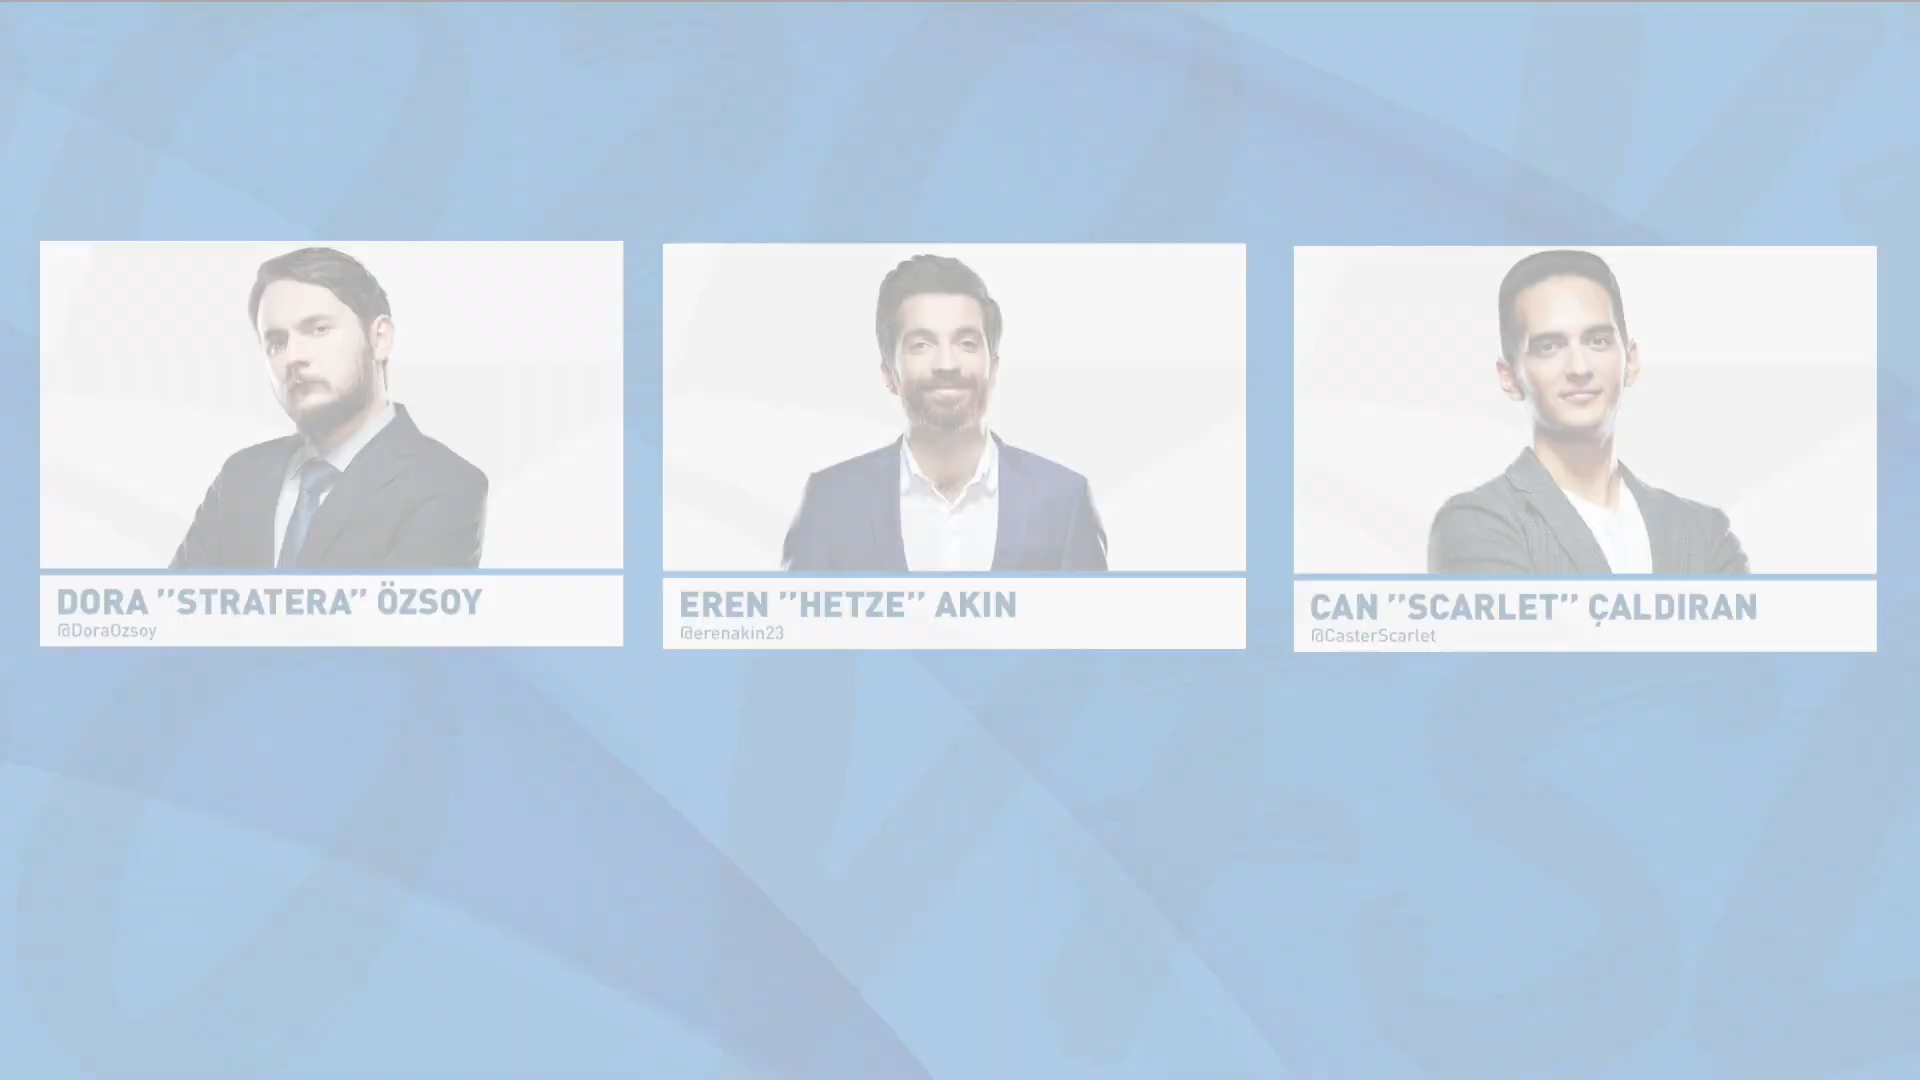 DORA ’’STRATERA’’ ÖZSOY
@DoraOzsoy
EREN ’’HETZE’’ AKIN
@erenakin23
CAN ’’SCARLET’’ ÇALDIRAN
@CasterScarlet